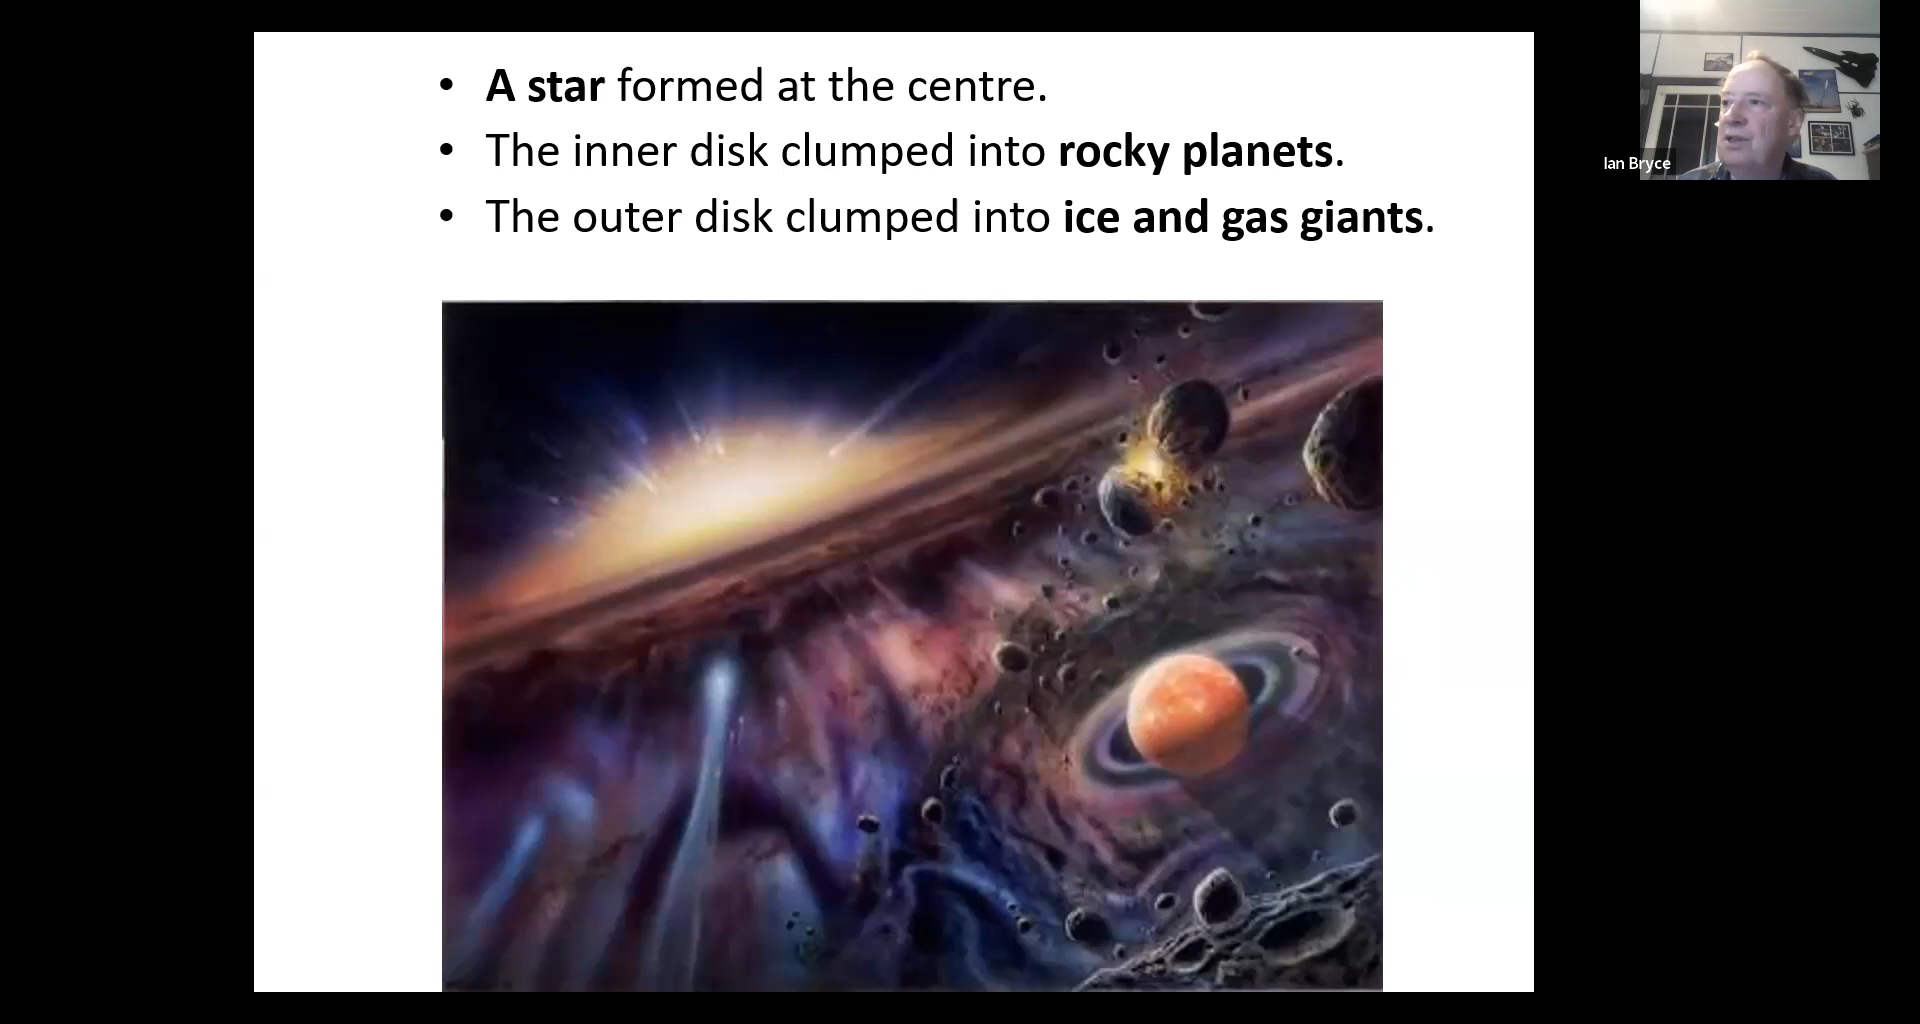 • A star formed at the centre.
• The inner disk clumped into rocky planets.
• The outer disk clumped into ice and gas giants.
Ian Bryce